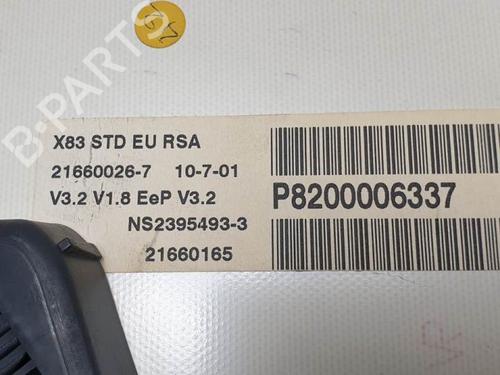 B-PARTS
X83 STD EU RSA
21660026-7 10-7-01
V3.2 V1.8 EeP V3.2
NS2395493-3
21660165
P8200006337